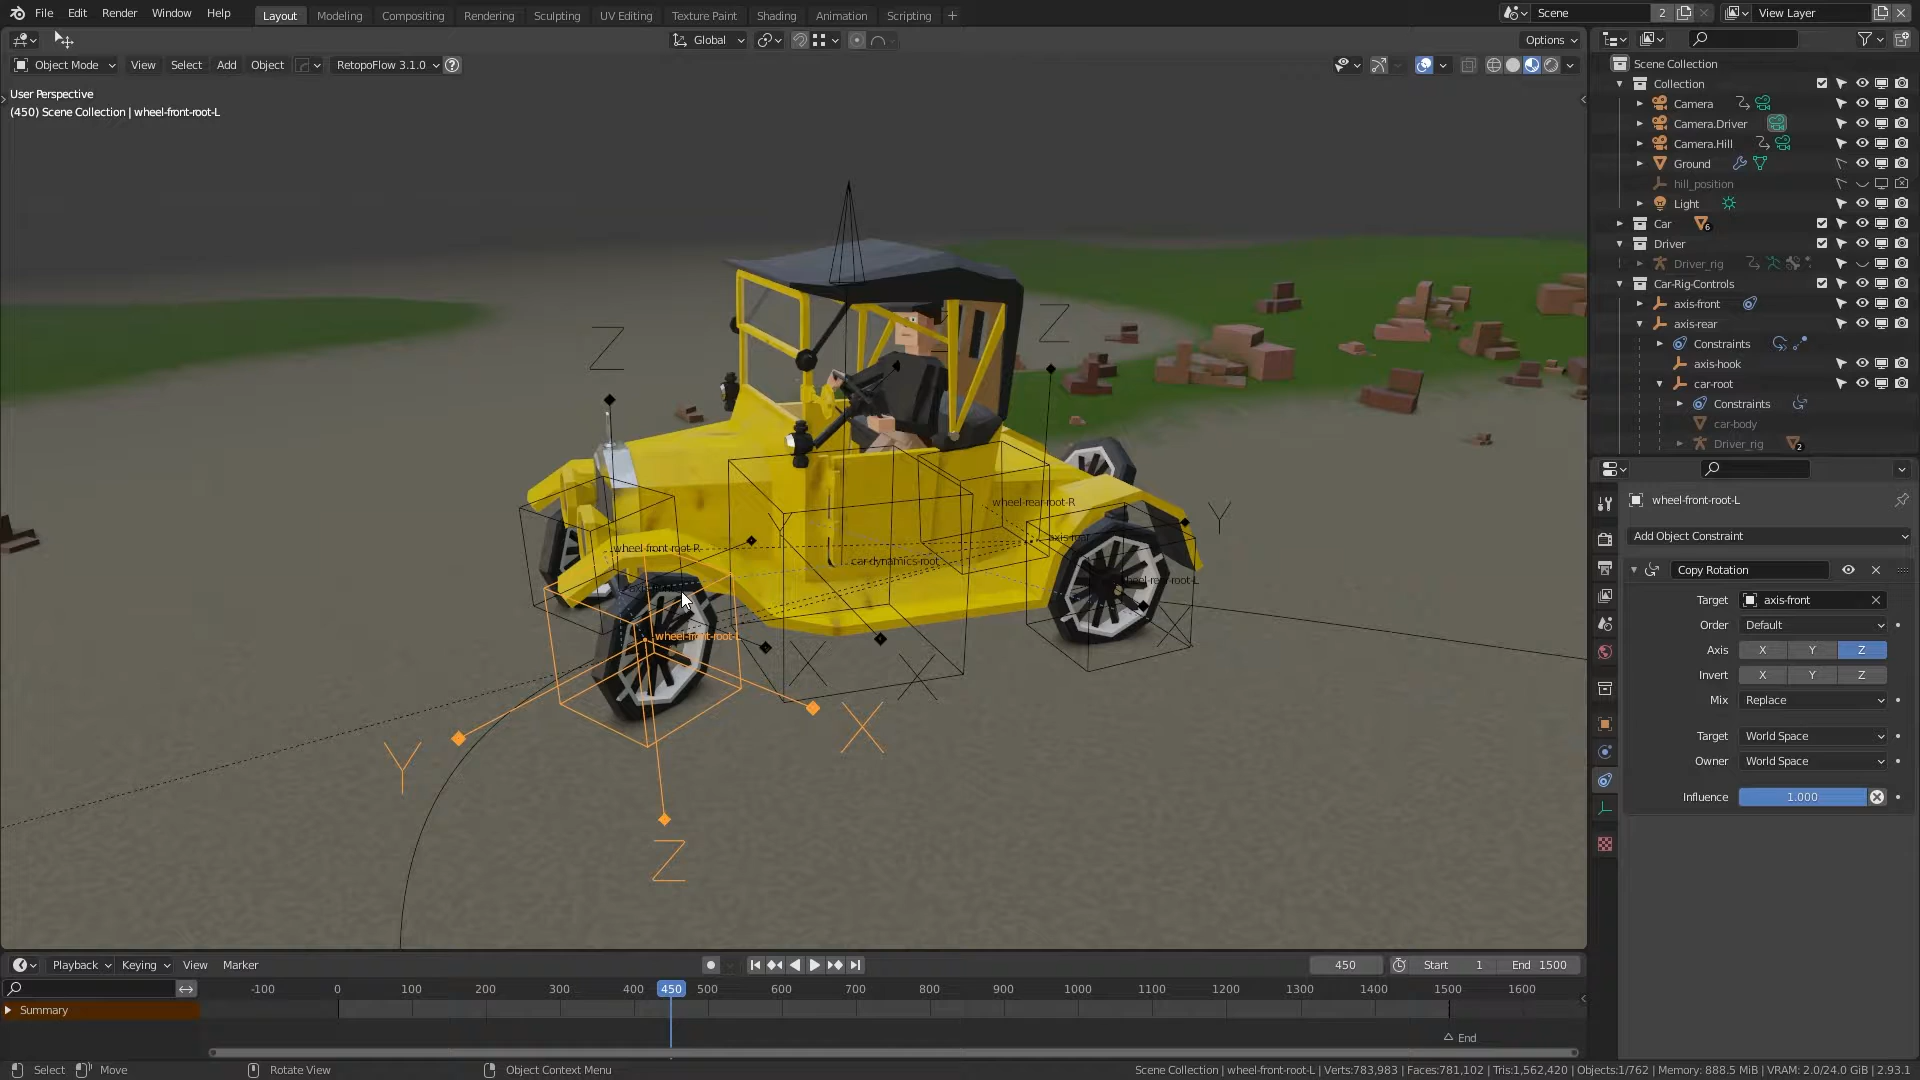 File Edit Render Window Help Layout Modeling Compositing Rendering Sculpting UV Editing Texture Paint Shading Animation Scripting Scene 2 View Layer
Global Options
Object Mode View Select Add Object RetopoFlow 3.1.0
User Perspective
(450) Scene Collection | wheel-front-root-L
Scene Collection
Collection
Camera
Camera.Driver
Camera.Hill
Ground
hill_position
Light
Car 6
Driver
Driver_rig
Car-Rig-Controls
axis-front
axis-rear
Constraints
axis-hook
car-root
Constraints
car-body
Driver_rig 2
Z
Z
Y
wheel-rear-root-R
wheel-front-root-R
car-dynamics-root
wheel-front-root-L
X
X
X
X
Y
X
Z
wheel-front-root-L
Add Object Constraint
Copy Rotation
Target axis-front
Order Default
Axis X Y Z
Invert X Y Z
Mix Replace
Target World Space
Owner World Space
Influence 1.000
Playback Keying View Marker 450 Start 1 End 1500
-100 0 100 200 300 400 450 500 600 700 800 900 1000 1100 1200 1300 1400 1500 1600
Summary
End
Select Move Rotate View Object Context Menu Scene Collection | wheel-front-root-L | Verts:783,983 | Faces:781,102 | Tris:1,562,420 | Objects:1/762 | Memory: 888.5 MiB | VRAM: 2.0/24.0 GiB | 2.93.1